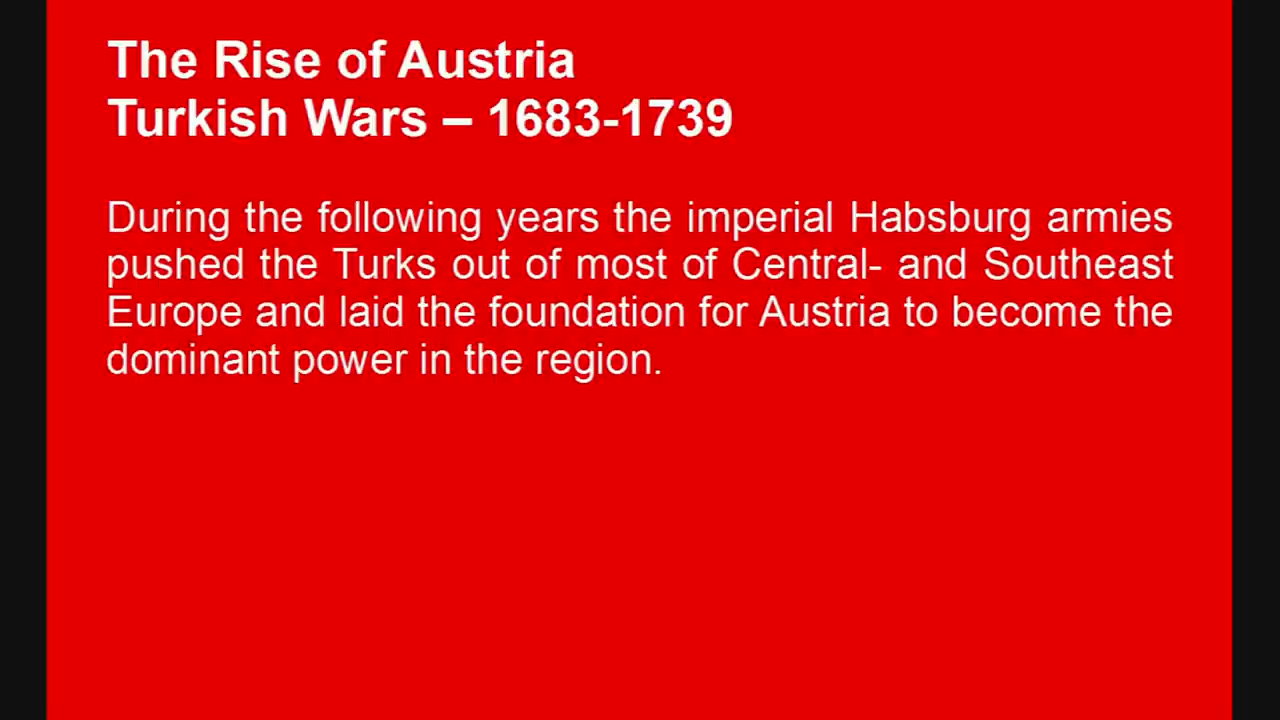 The Rise of Austria
Turkish Wars – 1683-1739
During the following years the imperial Habsburg armies
pushed the Turks out of most of Central- and Southeast
Europe and laid the foundation for Austria to become the
dominant power in the region.